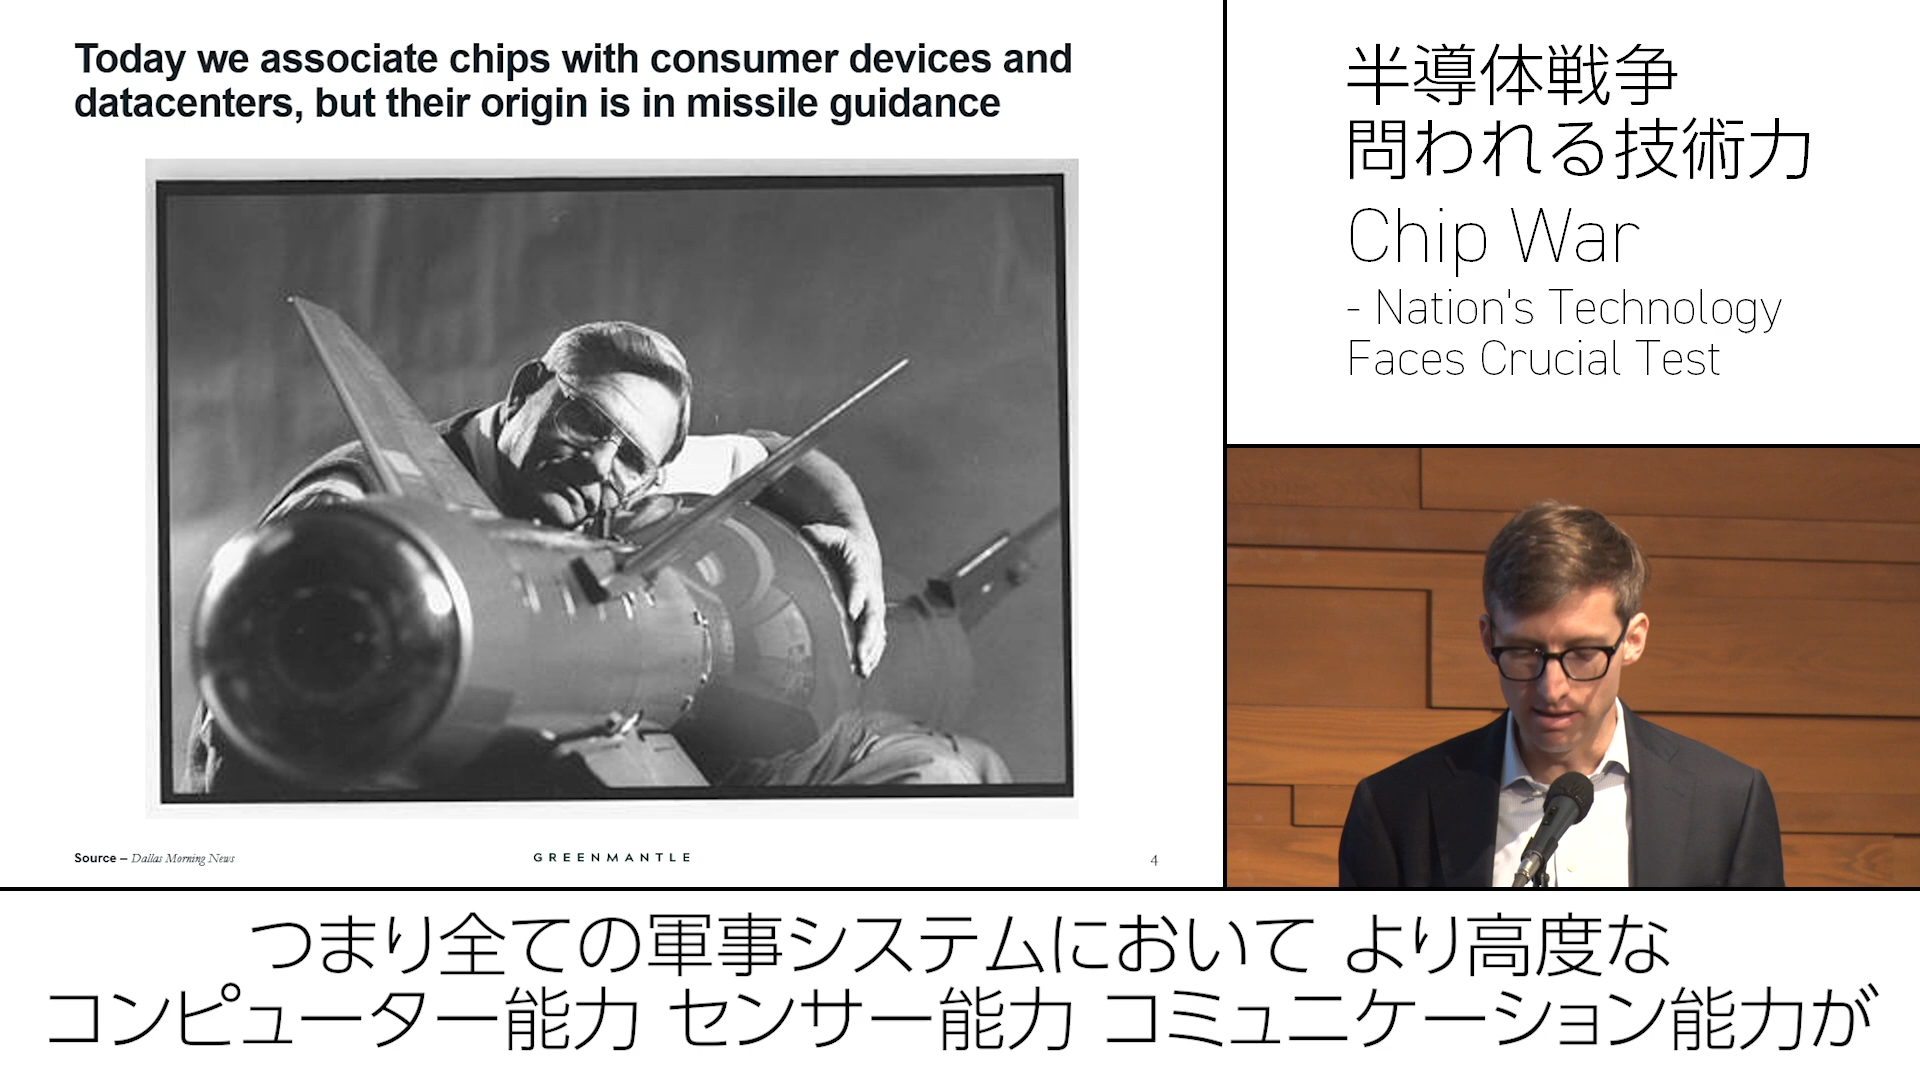 Today we associate chips with consumer devices and
datacenters, but their origin is in missile guidance
Source – Dallas Morning News
GREENMANTLE
4
半導体戦争
問われる技術力
Chip War
- Nation's Technology
Faces Crucial Test
つまり全ての軍事システムにおいて より高度な
コンピューター能力 センサー能力 コミュニケーション能力が